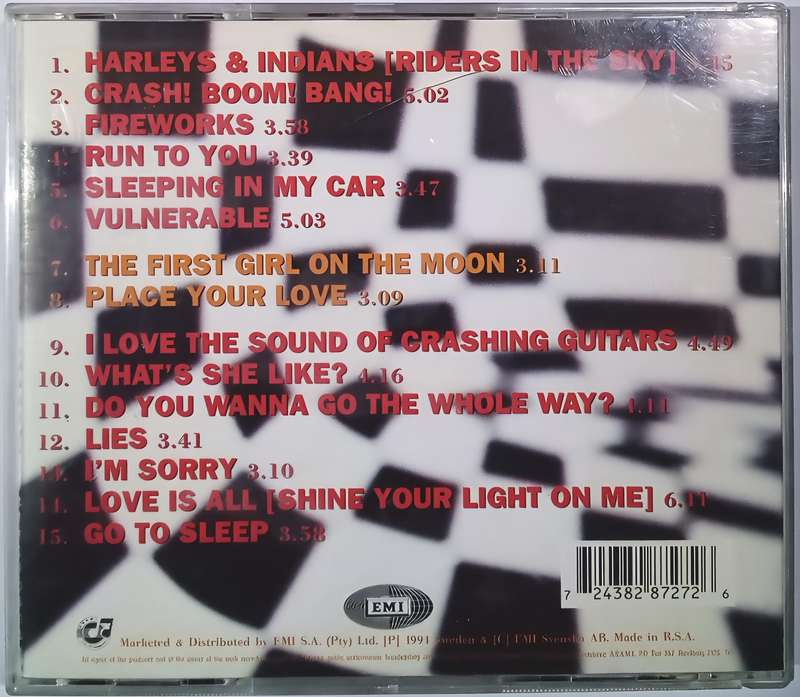 1. HARLEYS & INDIANS [RIDERS IN THE SKY]
2. CRASH! BOOM! BANG! 5.02
3. FIREWORKS 3.58
4. RUN TO YOU 3.39
5. SLEEPING IN MY CAR 3.47
6. VULNERABLE 5.03
7. THE FIRST GIRL ON THE MOON 3.11
8. PLACE YOUR LOVE 3.09
9. I LOVE THE SOUND OF CRASHING GUITARS 4.49
10. WHAT'S SHE LIKE? 4.16
11. DO YOU WANNA GO THE WHOLE WAY? 4.11
12. LIES 3.41
I'M SORRY 3.10
14. LOVE IS ALL [SHINE YOUR LIGHT ON ME] 6.11
15. GO TO SLEEP 3.58
7 24382 87272 6
EMI
Marketed & Distributed by EMI S.A. (Pty) Ltd. [P] 1994 Sweden & [C] EMI Svenska AB. Made in R.S.A.